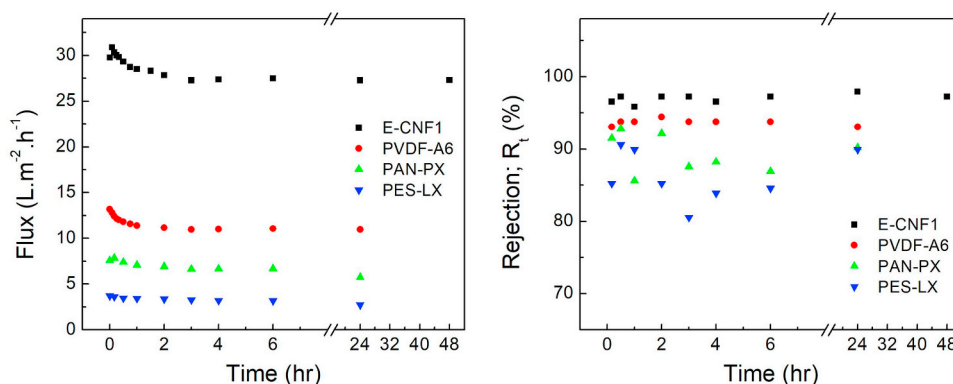 30
25
20
15
10
5
0
Flux (L.m⁻².h⁻¹)
E-CNF1
PVDF-A6
PAN-PX
PES-LX
0 2 4 6 24 32 40 48
Time (hr)
100
90
80
70
Rejection; Rₜ (%)
E-CNF1
PVDF-A6
PAN-PX
PES-LX
0 2 4 6 24 32 40 48
Time (hr)